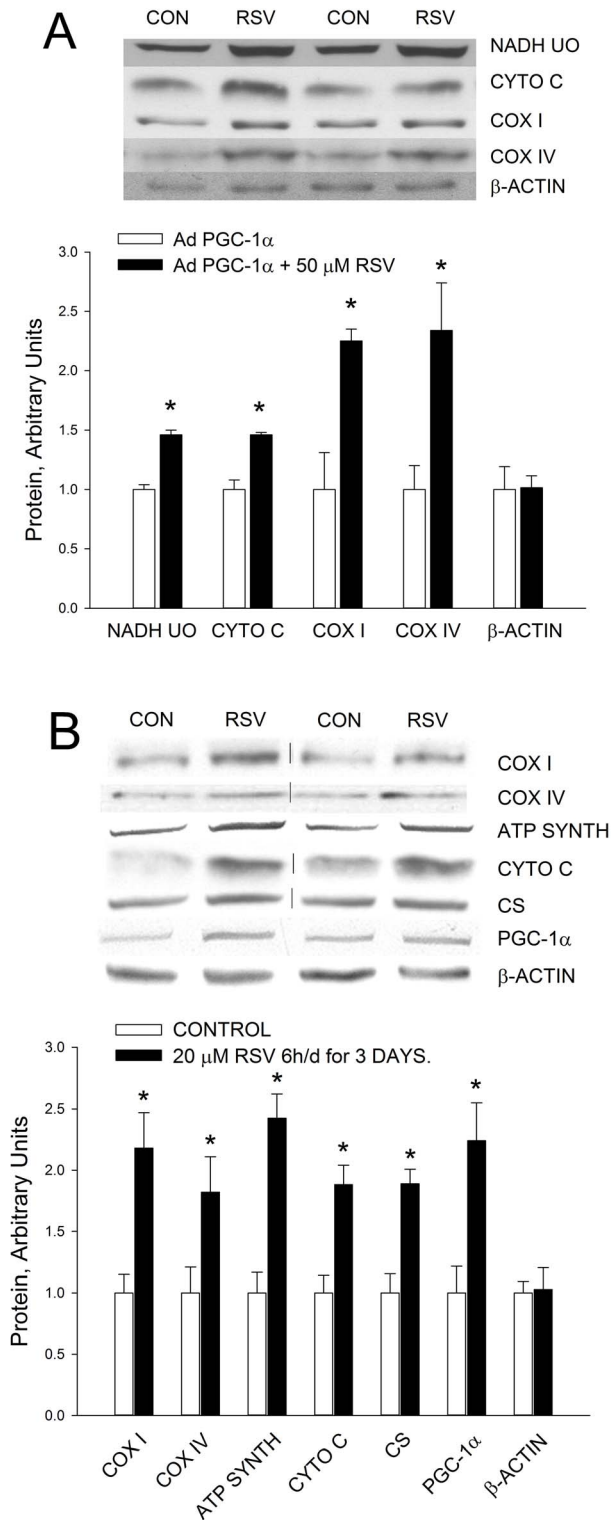 A
CON RSV CON RSV
NADH UO
CYTO C
COX I
COX IV
β-ACTIN
Ad PGC-1α
Ad PGC-1α + 50 μM RSV
Protein, Arbitrary Units
3.0
2.5
2.0
1.5
1.0
0.5
0.0
* * * *
NADH UO CYTO C COX I COX IV β-ACTIN
B
CON RSV CON RSV
COX I
COX IV
ATP SYNTH
CYTO C
CS
PGC-1α
β-ACTIN
CONTROL
20 μM RSV 6h/d for 3 DAYS.
Protein, Arbitrary Units
3.0
2.5
2.0
1.5
1.0
0.5
0.0
* * * * * *
COX I COX IV ATP SYNTH CYTO C CS PGC-1α β-ACTIN